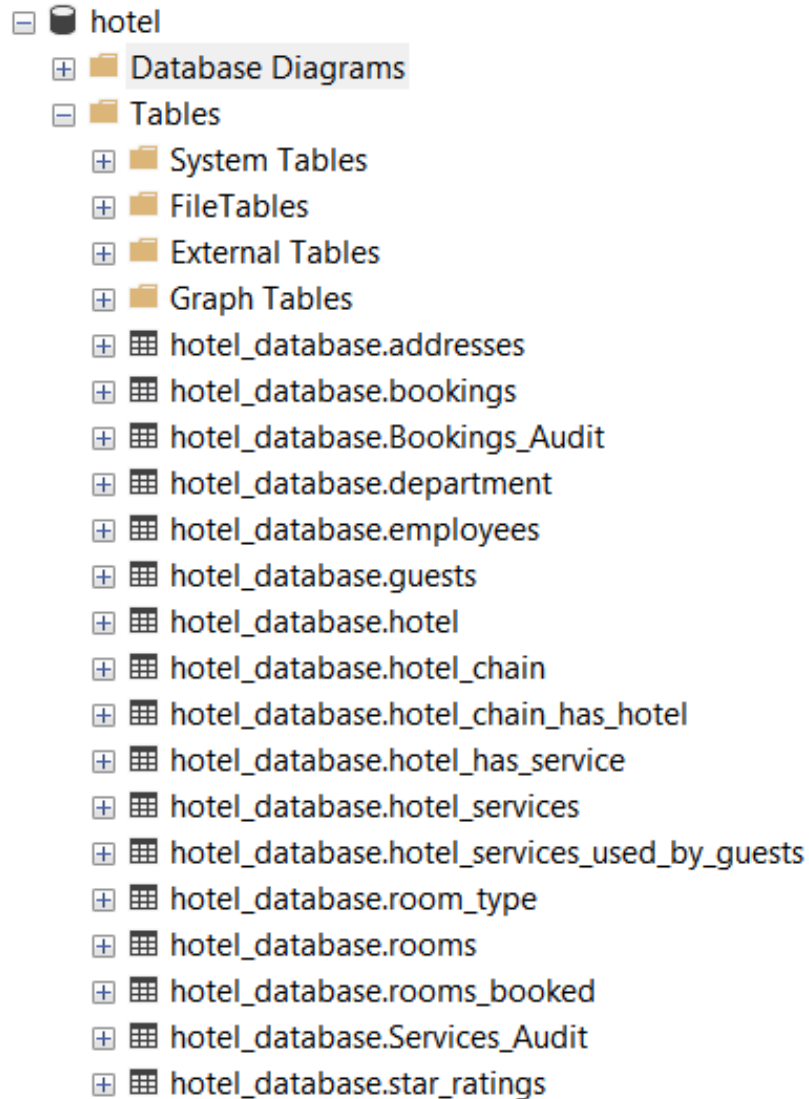 hotel
Database Diagrams
Tables
System Tables
FileTables
External Tables
Graph Tables
hotel_database.addresses
hotel_database.bookings
hotel_database.Bookings_Audit
hotel_database.department
hotel_database.employees
hotel_database.guests
hotel_database.hotel
hotel_database.hotel_chain
hotel_database.hotel_chain_has_hotel
hotel_database.hotel_has_service
hotel_database.hotel_services
hotel_database.hotel_services_used_by_guests
hotel_database.room_type
hotel_database.rooms
hotel_database.rooms_booked
hotel_database.Services_Audit
hotel_database.star_ratings